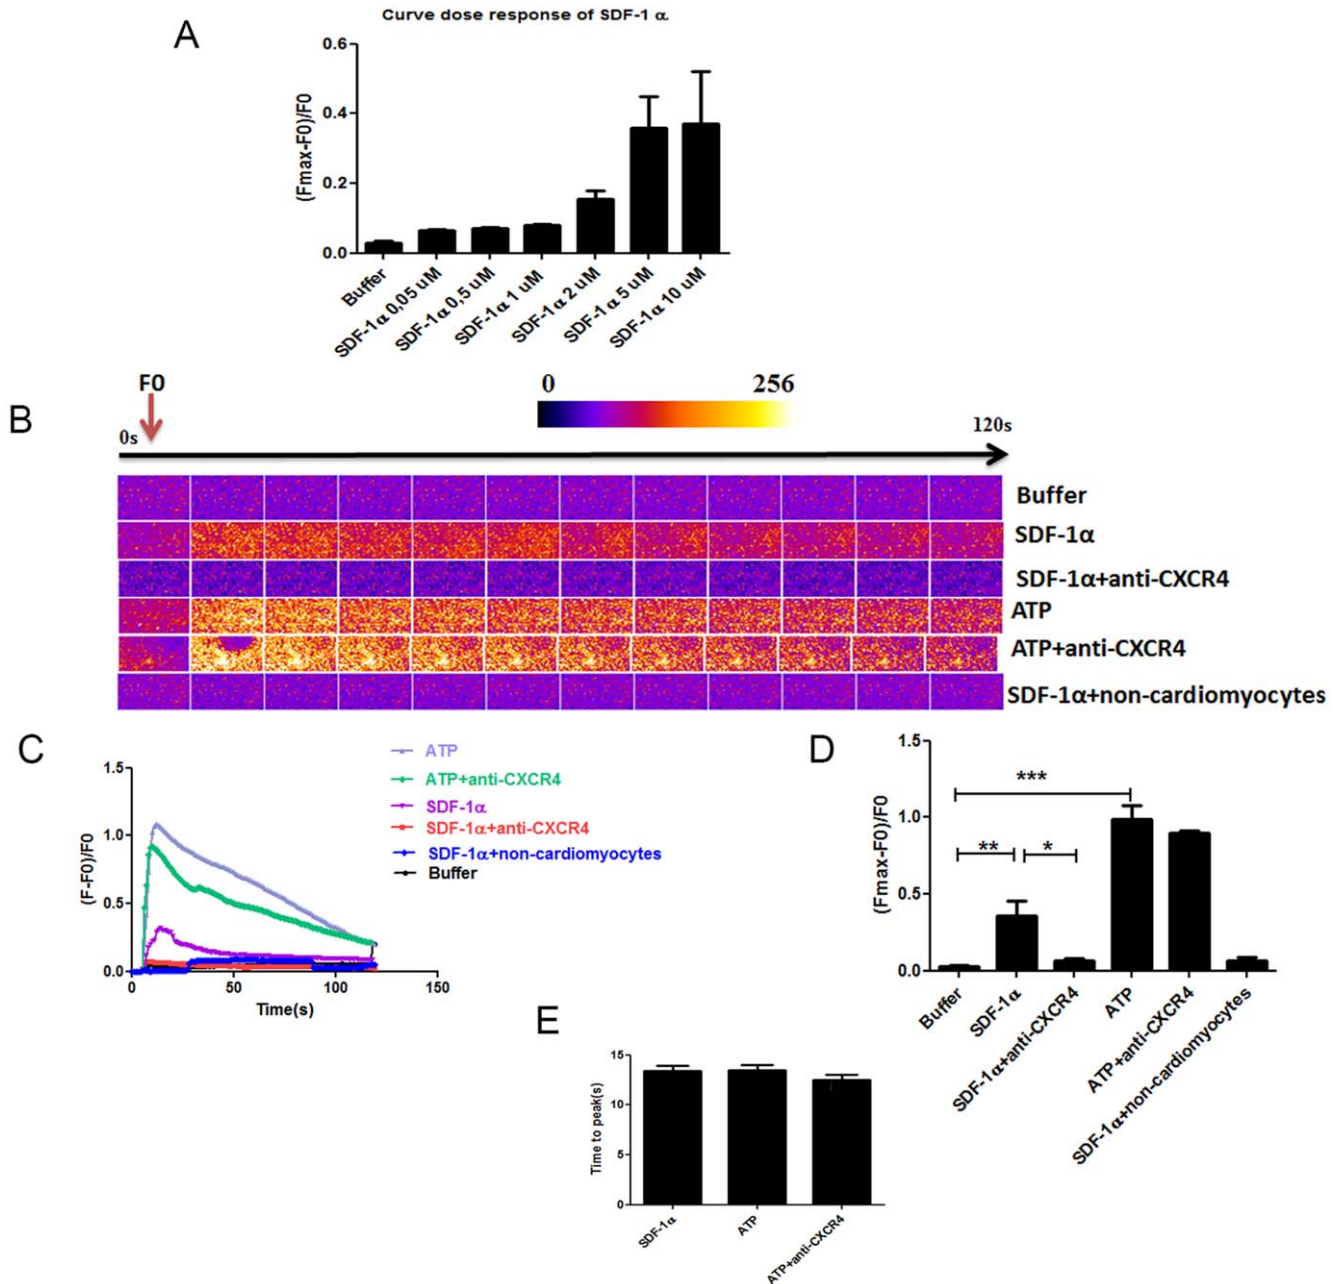 Curve dose response of SDF-1 α
A
(Fmax-F0)/F0
0.6
0.4
0.2
0.0
Buffer
SDF-1α 0,05 uM
SDF-1α 0,5 uM
SDF-1α 1 uM
SDF-1α 2 uM
SDF-1α 5 uM
SDF-1α 10 uM
B
F0
0 256
0s 120s
Buffer
SDF-1α
SDF-1α+anti-CXCR4
ATP
ATP+anti-CXCR4
SDF-1α+non-cardiomyocytes
C
(F-F0)/F0
1.5
1.0
0.5
0.0
0 50 100 150
Time(s)
ATP
ATP+anti-CXCR4
SDF-1α
SDF-1α+anti-CXCR4
SDF-1α+non-cardiomyocytes
Buffer
D
(Fmax-F0)/F0
1.5
1.0
0.5
0.0
***
** *
Buffer
SDF-1α
SDF-1α+anti-CXCR4
ATP
ATP+anti-CXCR4
SDF-1α+non-cardiomyocytes
E
Time to peak(s)
15
10
5
0
SDF-1α
ATP
ATP+anti-CXCR4